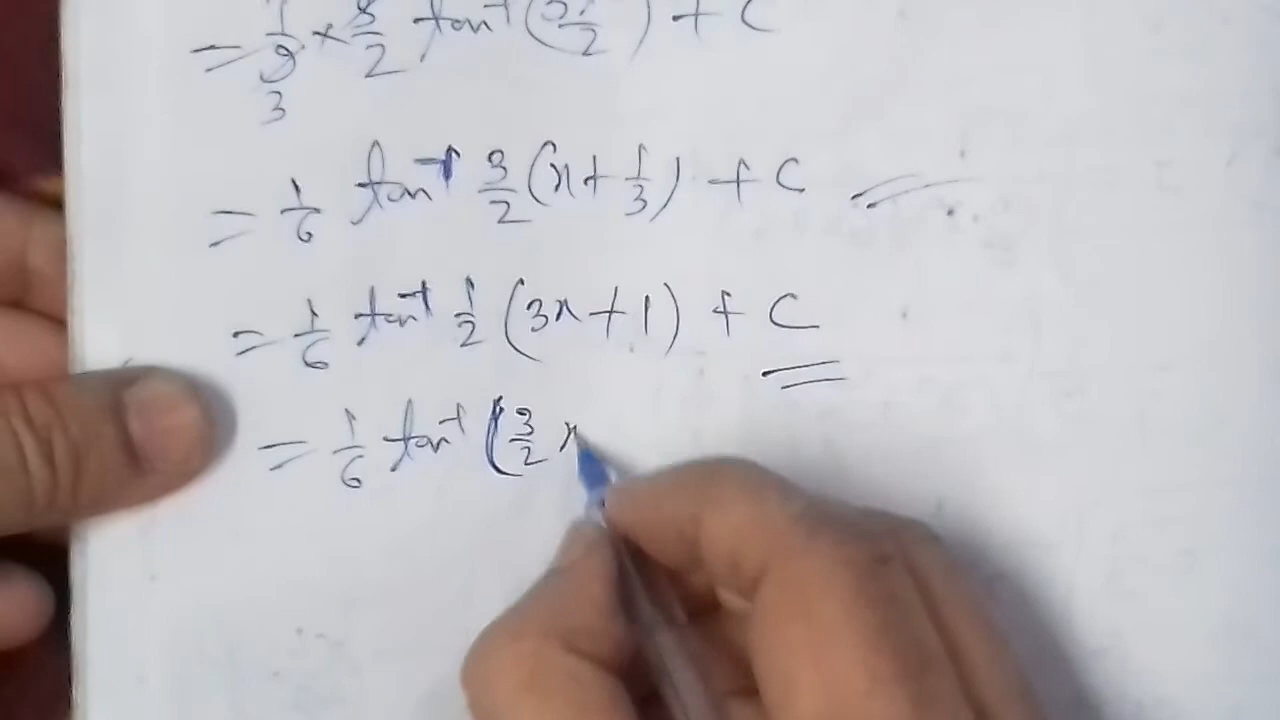 = 1/9 3 × 3/2 tan⁻¹ (3/2) + C
= 1/6 tan⁻¹ 3/2 (x + 1/3) + C
= 1/6 tan⁻¹ 1/2 (3x + 1) + C
= 1/6 tan⁻¹ (3/2 x